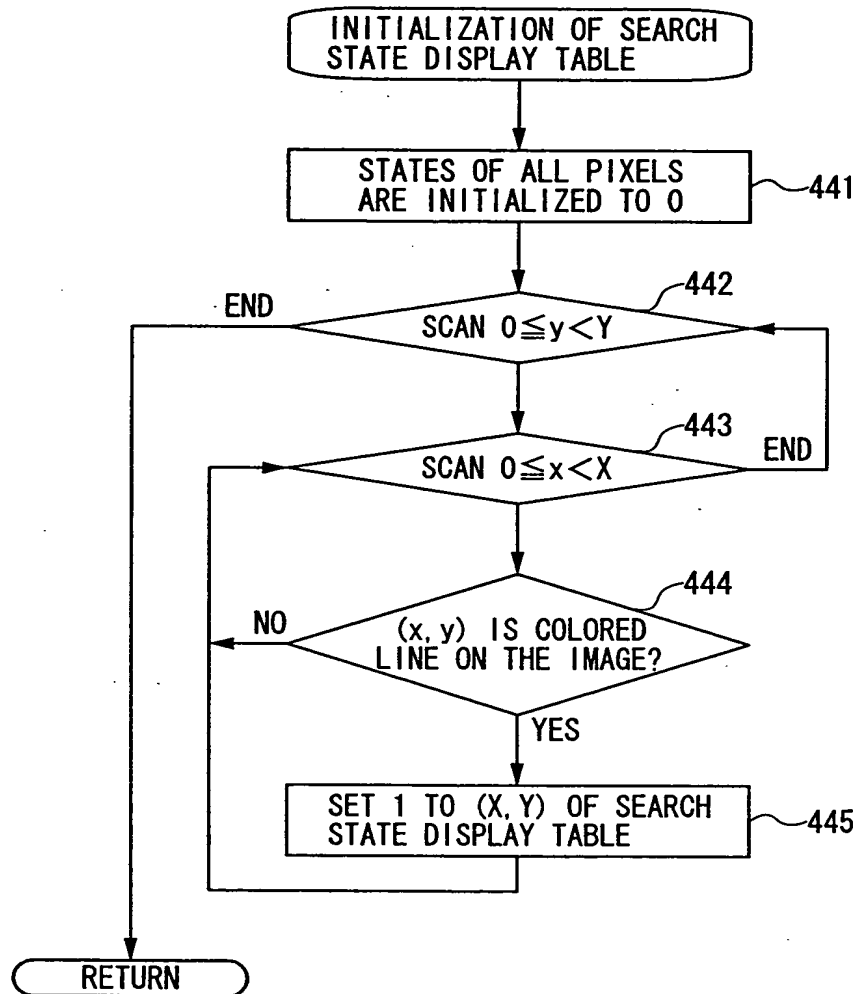 INITIALIZATION OF SEARCH
STATE DISPLAY TABLE
STATES OF ALL PIXELS
ARE INITIALIZED TO 0
441
442
END
SCAN 0≦y<Y
443
SCAN 0≦x<X
END
444
NO
(x,y) IS COLORED
LINE ON THE IMAGE?
YES
SET 1 TO (X,Y) OF SEARCH
STATE DISPLAY TABLE
445
RETURN